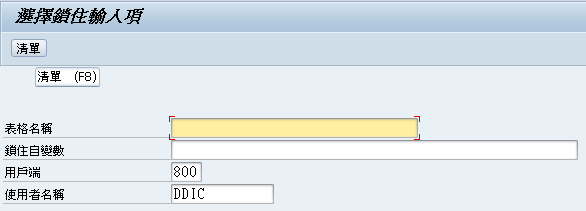 選擇鎖住輸入項
清單
清單 (F8)
表格名稱
鎖住自變數
用戶端 800
使用者名稱 DDIC